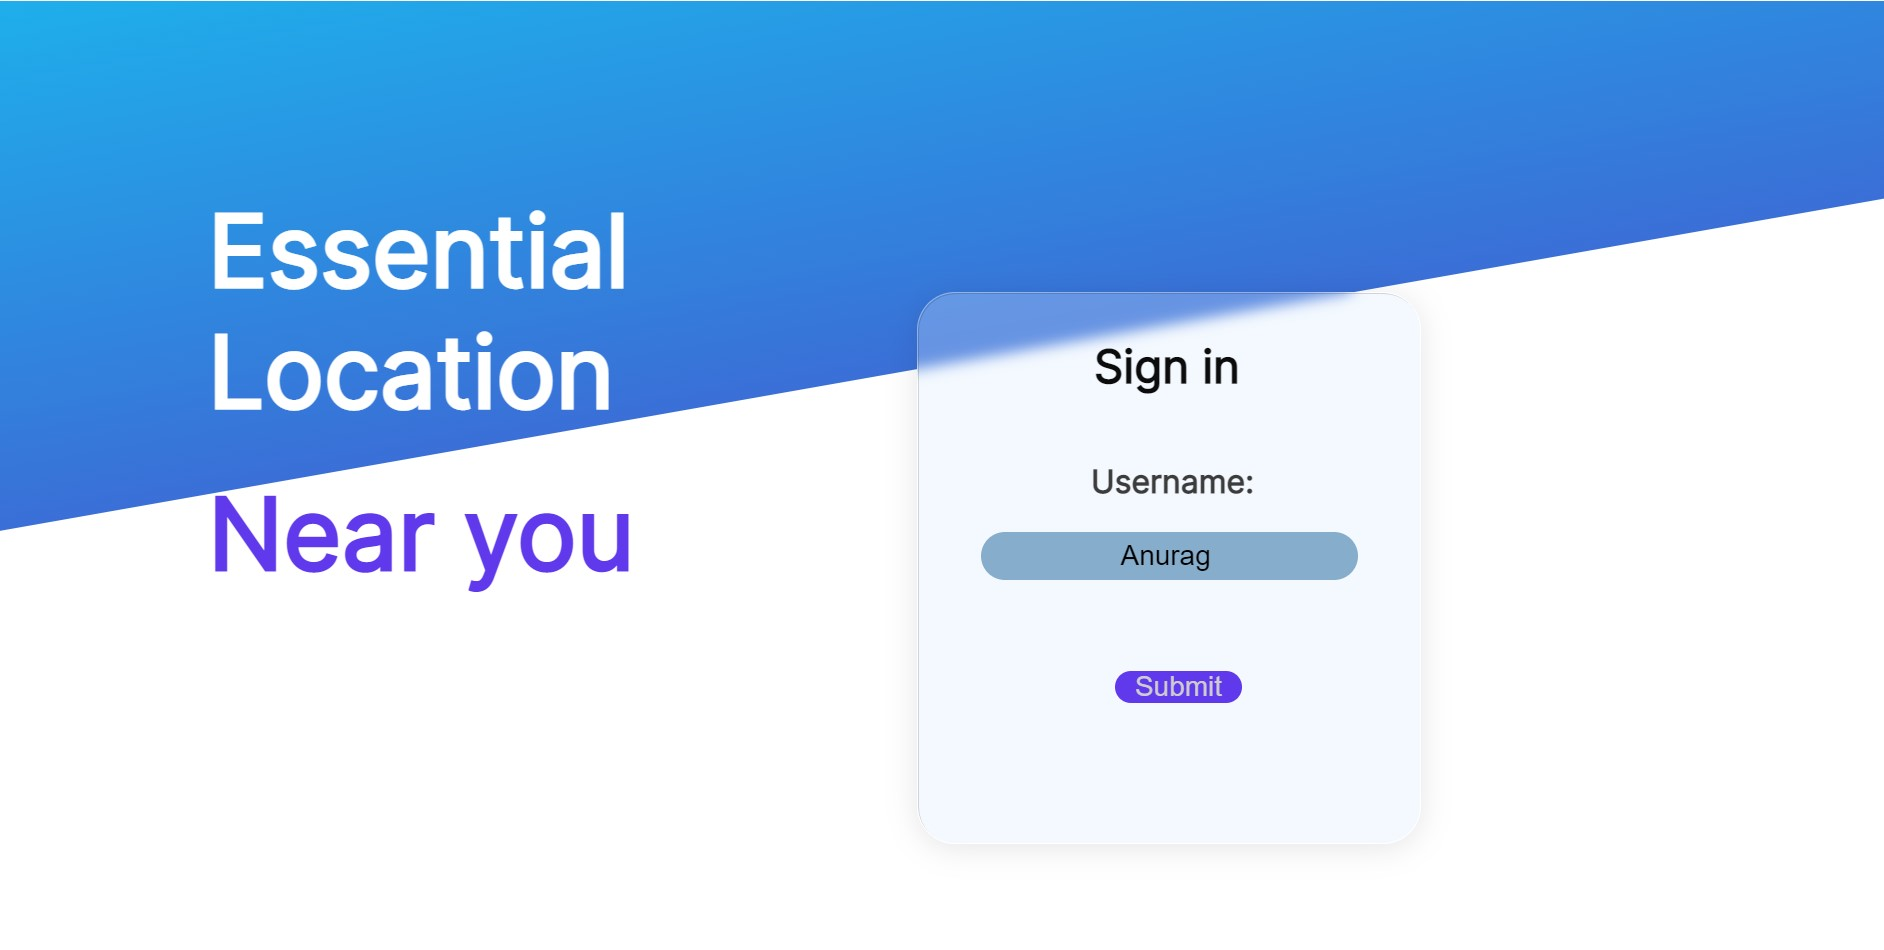 Essential
Location
Near you
Sign in
Username:
Anurag
Submit